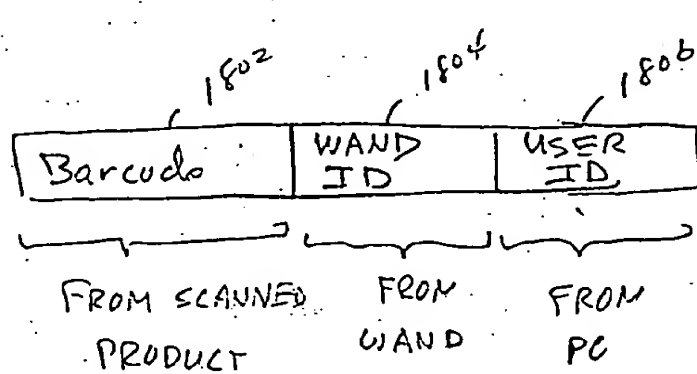 1802 1804 1806
Barcode WAND USER
ID ID
FROM SCANNED FROM FROM
PRODUCT WAND PC